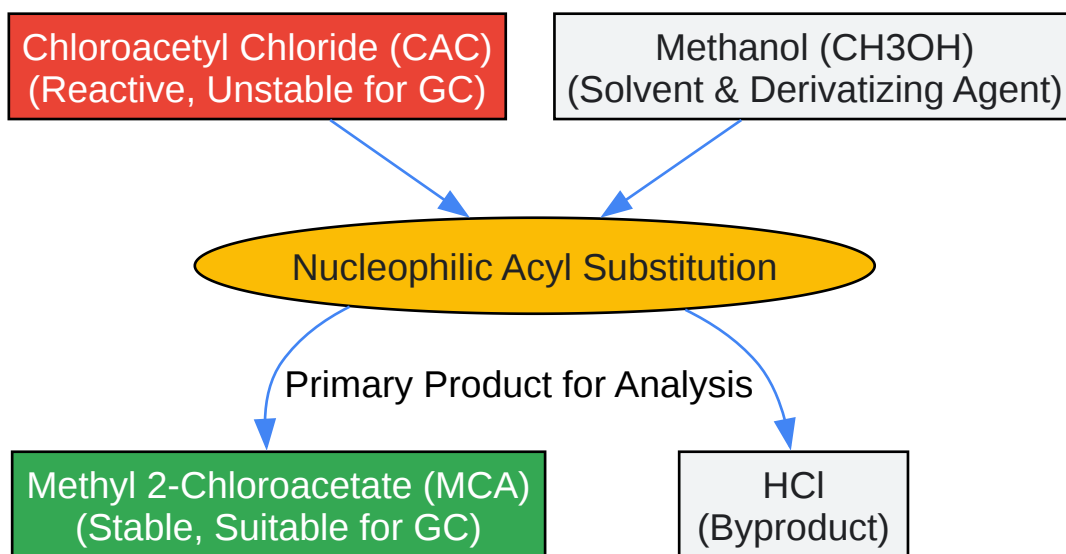 Chloroacetyl Chloride (CAC)
(Reactive, Unstable for GC)
Methanol (CH3OH)
(Solvent & Derivatizing Agent)
Nucleophilic Acyl Substitution
Primary Product for Analysis
Methyl 2-Chloroacetate (MCA)
(Stable, Suitable for GC)
HCl
(Byproduct)